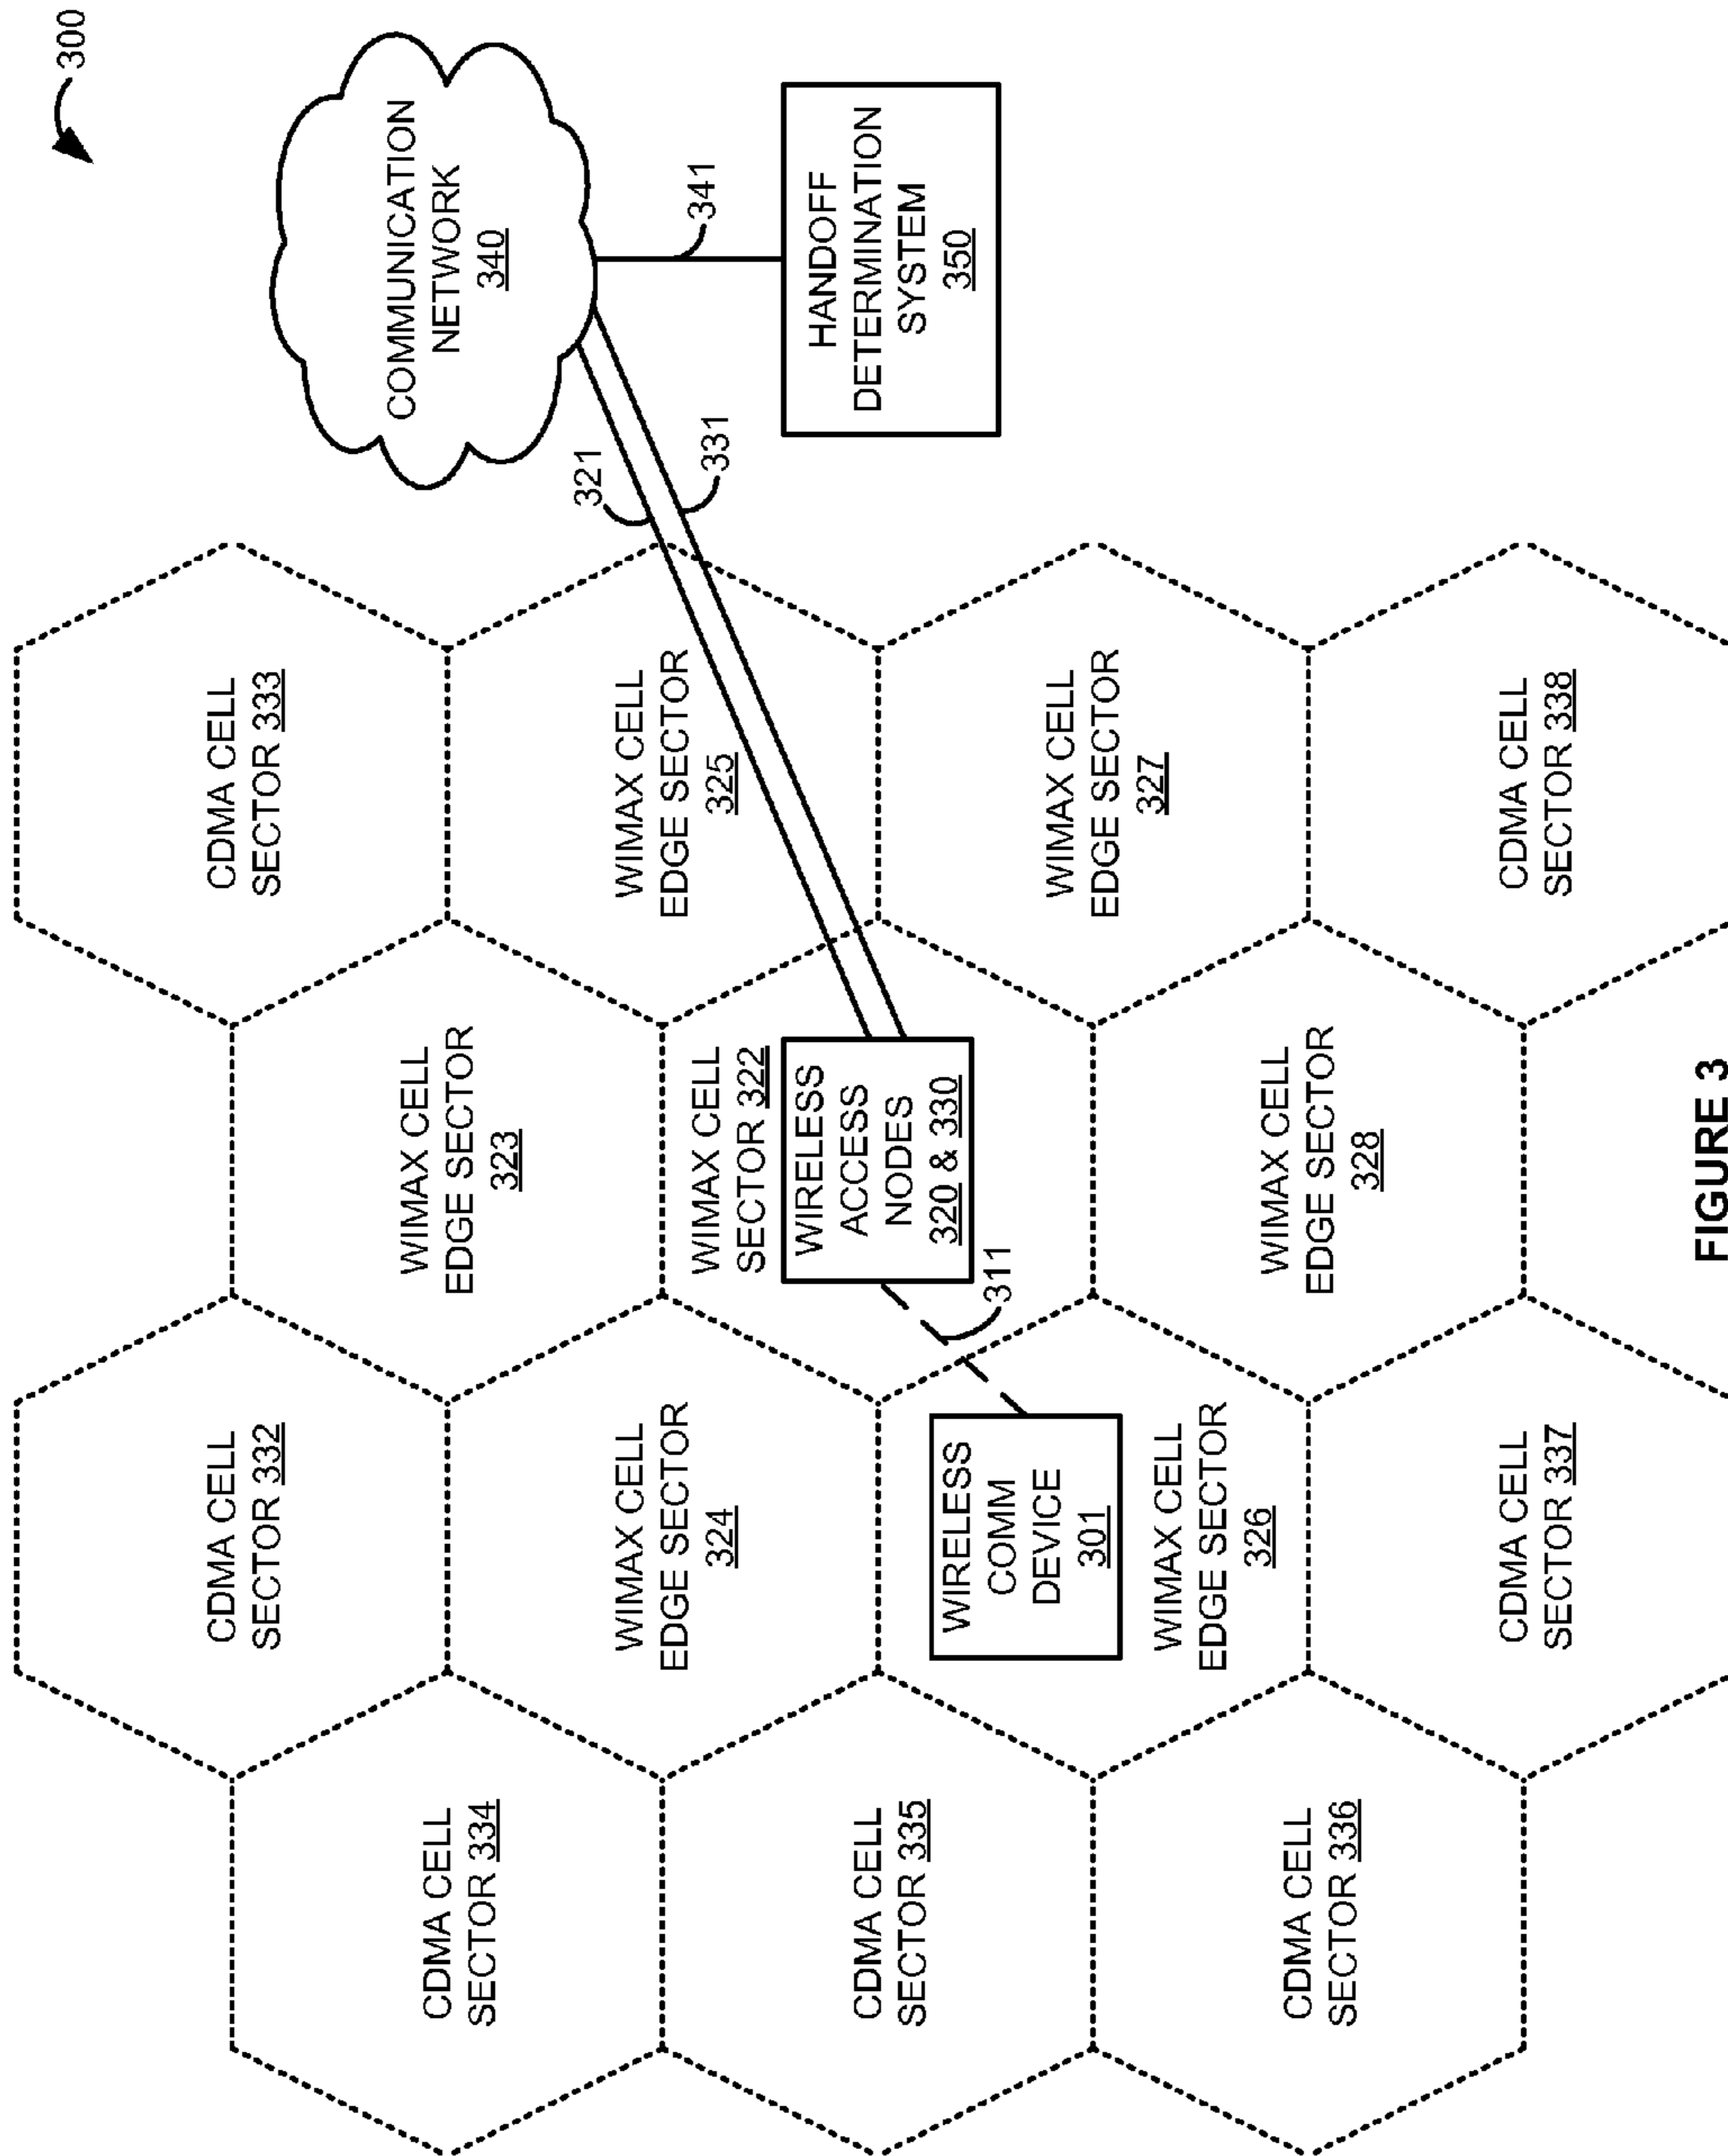 300
CDMA CELL
SECTOR 332
CDMA CELL
SECTOR 333
COMMUNICATION
NETWORK
340
CDMA CELL
SECTOR 334
WIMAX CELL
EDGE SECTOR
323
321
WIMAX CELL
EDGE SECTOR
324
WIMAX CELL
EDGE SECTOR
325
331
341
WIMAX CELL
SECTOR 322
WIRELESS
ACCESS
NODES
320 & 330
HANDOFF
DETERMINATION
SYSTEM
350
CDMA CELL
SECTOR 335
WIRELESS
COMM
DEVICE
301
311
WIMAX CELL
EDGE SECTOR
327
WIMAX CELL
EDGE SECTOR
326
CDMA CELL
SECTOR 336
WIMAX CELL
EDGE SECTOR
328
CDMA CELL
SECTOR 337
CDMA CELL
SECTOR 338
FIGURE 3